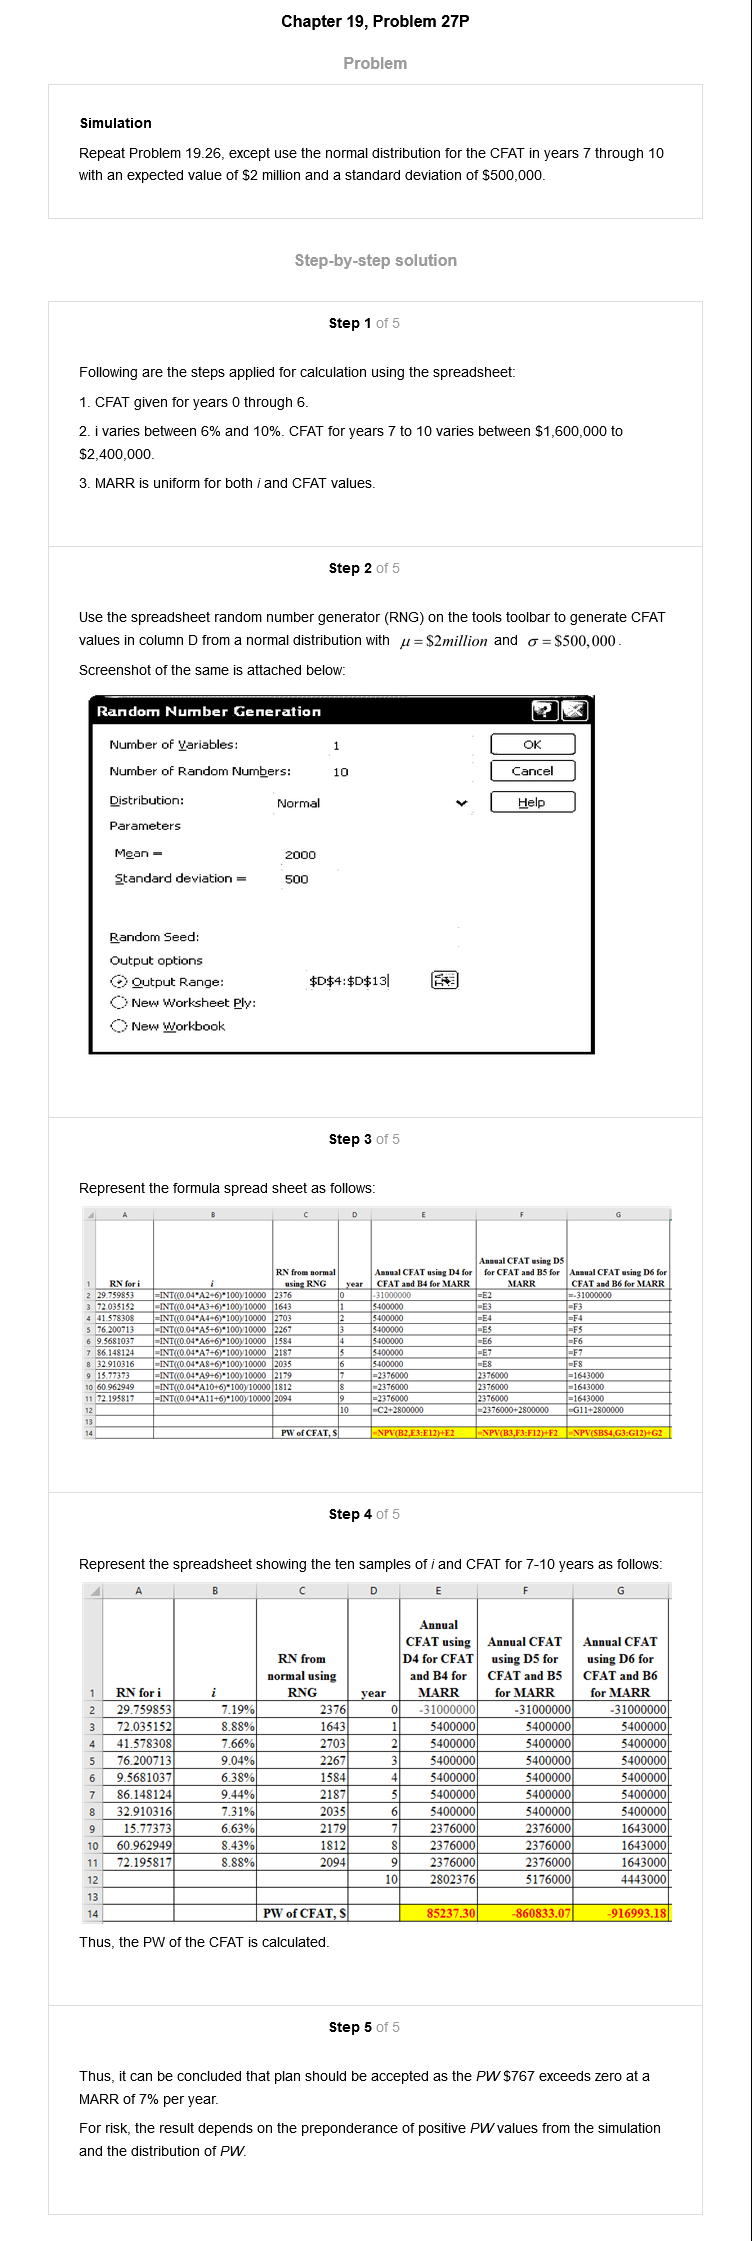 Chapter 19, Problem 27P
Problem
Simulation
Repeat Problem 19.26, except use the normal distribution for the CFAT in years 7 through 10
with an expected value of $2 million and a standard deviation of $500,000.
Step-by-step solution
Step 1 of 5
Following are the steps applied for calculation using the spreadsheet:
1. CFAT given for years 0 through 6.
2. i varies between 6% and 10%. CFAT for years 7 to 10 varies between $1,600,000 to
$2,400,000.
3. MARR is uniform for both i and CFAT values.
Step 2 of 5
Use the spreadsheet random number generator (RNG) on the tools toolbar to generate CFAT
values in column D from a normal distribution with μ = $2million and σ = $500,000.
Screenshot of the same is attached below:
Random Number Generation
Number of Variables: 1 OK
Number of Random Numbers: 10 Cancel
Distribution: Normal Help
Parameters
Mean = 2000
Standard deviation = 500
Random Seed:
Output options
Output Range: $D$4:$D$13
New Worksheet Ply:
New Workbook
Step 3 of 5
Represent the formula spread sheet as follows:
A B C D E F G
Annual CFAT using D5
RN from normal Annual CFAT using D4 for for CFAT and B5 for Annual CFAT using D6 for
1 RN for i i using RNG year CFAT and B4 for MARR MARR CFAT and B6 for MARR
2 29.759853 =INT((0.04*A2+6)*100)/10000 2376 0 -31000000 =E2 =-31000000
3 72.035152 =INT((0.04*A3+6)*100)/10000 1643 1 5400000 =E3 =F3
4 41.578308 =INT((0.04*A4+6)*100)/10000 2703 2 5400000 =E4 =F4
5 76.200713 =INT((0.04*A5+6)*100)/10000 2267 3 5400000 =E5 =F5
6 9.5681037 =INT((0.04*A6+6)*100)/10000 1584 4 5400000 =E6 =F6
7 86.148124 =INT((0.04*A7+6)*100)/10000 2187 5 5400000 =E7 =F7
8 32.910316 =INT((0.04*A8+6)*100)/10000 2035 6 5400000 =E8 =F8
9 15.77373 =INT((0.04*A9+6)*100)/10000 2179 7 =2376000 2376000 =1643000
10 60.962949 =INT((0.04*A10+6)*100)/10000 1812 8 =2376000 2376000 =1643000
11 72.195817 =INT((0.04*A11+6)*100)/10000 2094 9 =2376000 2376000 =1643000
12 10 =C2+2800000 =2376000+2800000 =G11+2800000
13
14 PW of CFAT, $ =NPV(B2,E3:E12)+E2 =NPV(B3,F3:F12)+F2 =NPV($B$4,G3:G12)+G2
Step 4 of 5
Represent the spreadsheet showing the ten samples of i and CFAT for 7-10 years as follows:
A B C D E F G
Annual
CFAT using Annual CFAT Annual CFAT
RN from D4 for CFAT using D5 for using D6 for
normal using and B4 for CFAT and B5 CFAT and B6
1 RN for i i RNG year MARR for MARR for MARR
2 29.759853 7.19% 2376 0 -31000000 -31000000 -31000000
3 72.035152 8.88% 1643 1 5400000 5400000 5400000
4 41.578308 7.66% 2703 2 5400000 5400000 5400000
5 76.200713 9.04% 2267 3 5400000 5400000 5400000
6 9.5681037 6.38% 1584 4 5400000 5400000 5400000
7 86.148124 9.44% 2187 5 5400000 5400000 5400000
8 32.910316 7.31% 2035 6 5400000 5400000 5400000
9 15.77373 6.63% 2179 7 2376000 2376000 1643000
10 60.962949 8.43% 1812 8 2376000 2376000 1643000
11 72.195817 8.88% 2094 9 2376000 2376000 1643000
12 10 2802376 5176000 4443000
13
14 PW of CFAT, $ 85237.30 -860833.07 -916993.18
Thus, the PW of the CFAT is calculated.
Step 5 of 5
Thus, it can be concluded that plan should be accepted as the PW $767 exceeds zero at a
MARR of 7% per year.
For risk, the result depends on the preponderance of positive PW values from the simulation
and the distribution of PW.